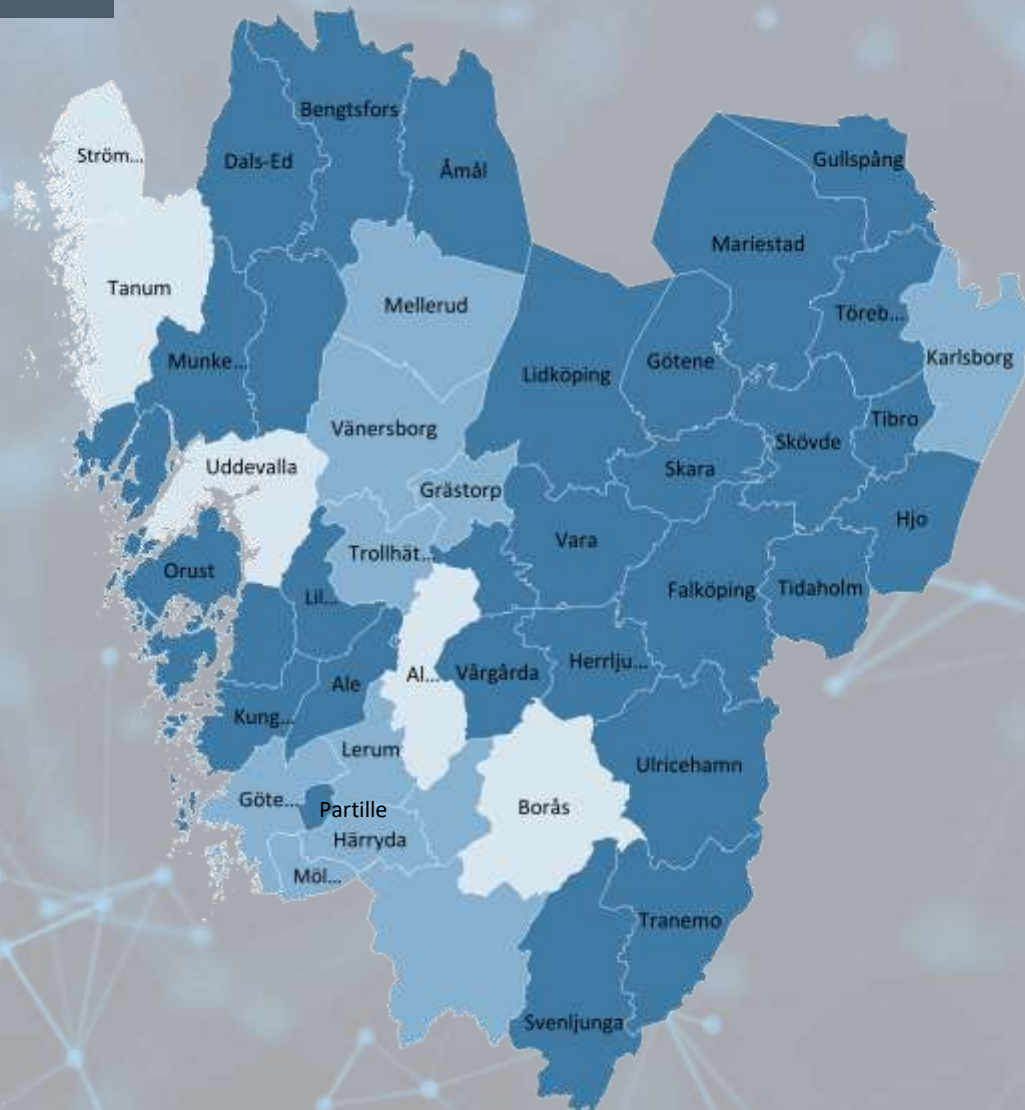 Bengtsfors
Ström...
Dals-Ed
Åmål
Gullspång
Mariestad
Tanum
Mellerud
Töreb...
Munke...
Lidköping
Götene
Karlsborg
Vänersborg
Tibro
Skövde
Uddevalla
Skara
Grästorp
Hjo
Vara
Trollhät...
Orust
Falköping
Tidaholm
Lil...
Herrlju...
Al...
Vårgårda
Ale
Kung...
Lerum
Ulricehamn
Göte...
Partille
Borås
Härryda
Möl...
Tranemo
Svenljunga